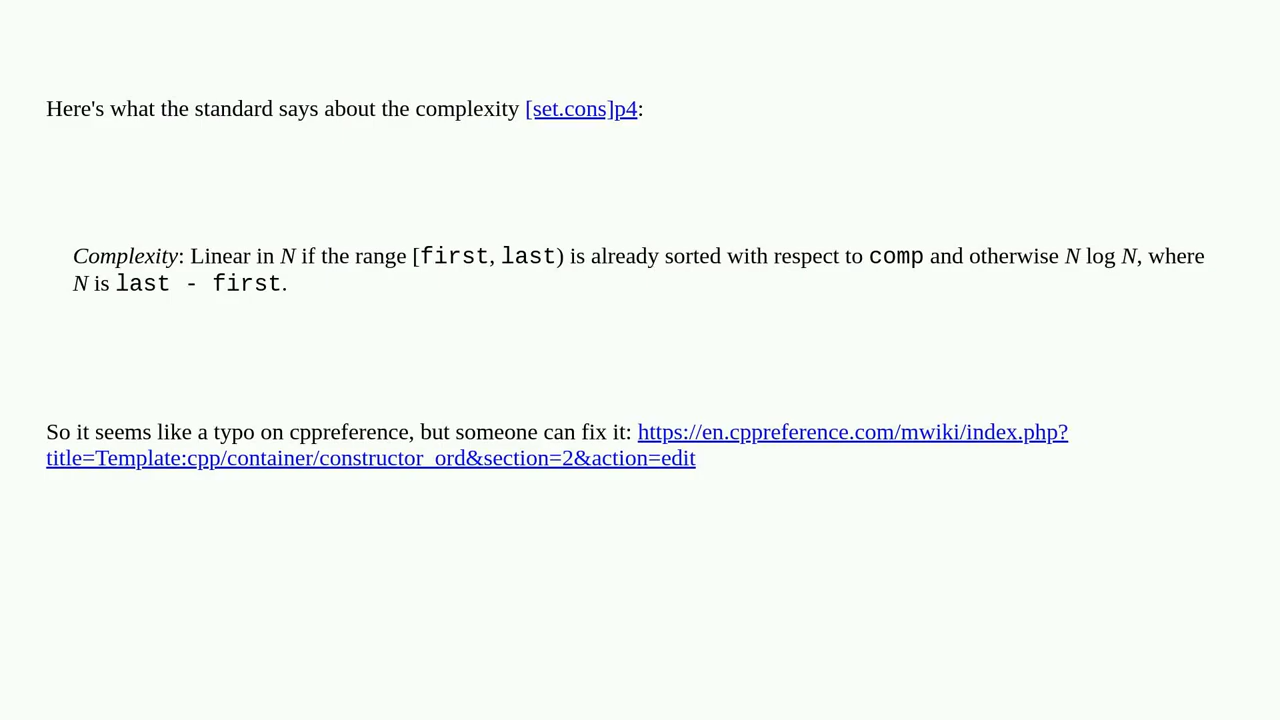 Here's what the standard says about the complexity [set.cons]p4:
Complexity: Linear in N if the range [first, last) is already sorted with respect to comp and otherwise N log N, where
N is last - first.
So it seems like a typo on cppreference, but someone can fix it: https://en.cppreference.com/mwiki/index.php?
title=Template:cpp/container/constructor_ord&section=2&action=edit